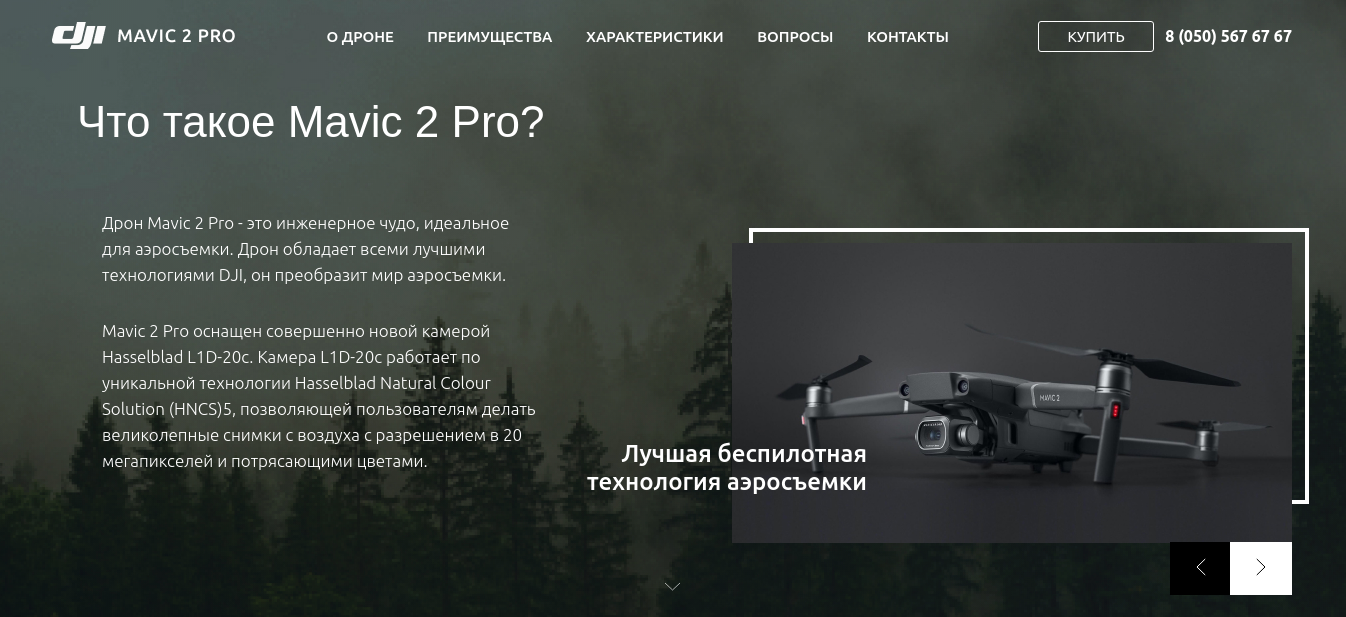 dji MAVIC 2 PRO
О ДРОНЕ ПРЕИМУЩЕСТВА ХАРАКТЕРИСТИКИ ВОПРОСЫ КОНТАКТЫ
КУПИТЬ 8 (050) 567 67 67
Что такое Mavic 2 Pro?
Дрон Mavic 2 Pro - это инженерное чудо, идеальное
для аэросъемки. Дрон обладает всеми лучшими
технологиями DJI, он преобразит мир аэросъемки.
Mavic 2 Pro оснащен совершенно новой камерой
Hasselblad L1D-20c. Камера L1D-20c работает по
уникальной технологии Hasselblad Natural Colour
Solution (HNCS)5, позволяющей пользователям делать
великолепные снимки с воздуха с разрешением в 20
мегапикселей и потрясающими цветами.
MAVIC 2
Лучшая беспилотная
технология аэросъемки